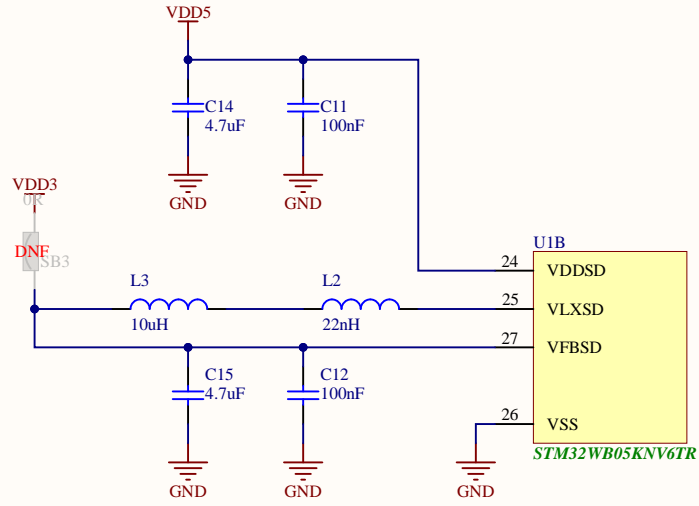 VDD5
C14
4.7uF
C11
100nF
GND
GND
VDD3
0R
DNF
SB3
U1B
24
VDDSD
L3
10uH
L2
22nH
25
VLXSD
27
VFBSD
C15
4.7uF
C12
100nF
26
VSS
GND
GND
GND
STM32WB05KNV6TR